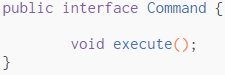 public interface Command {
void execute();
}